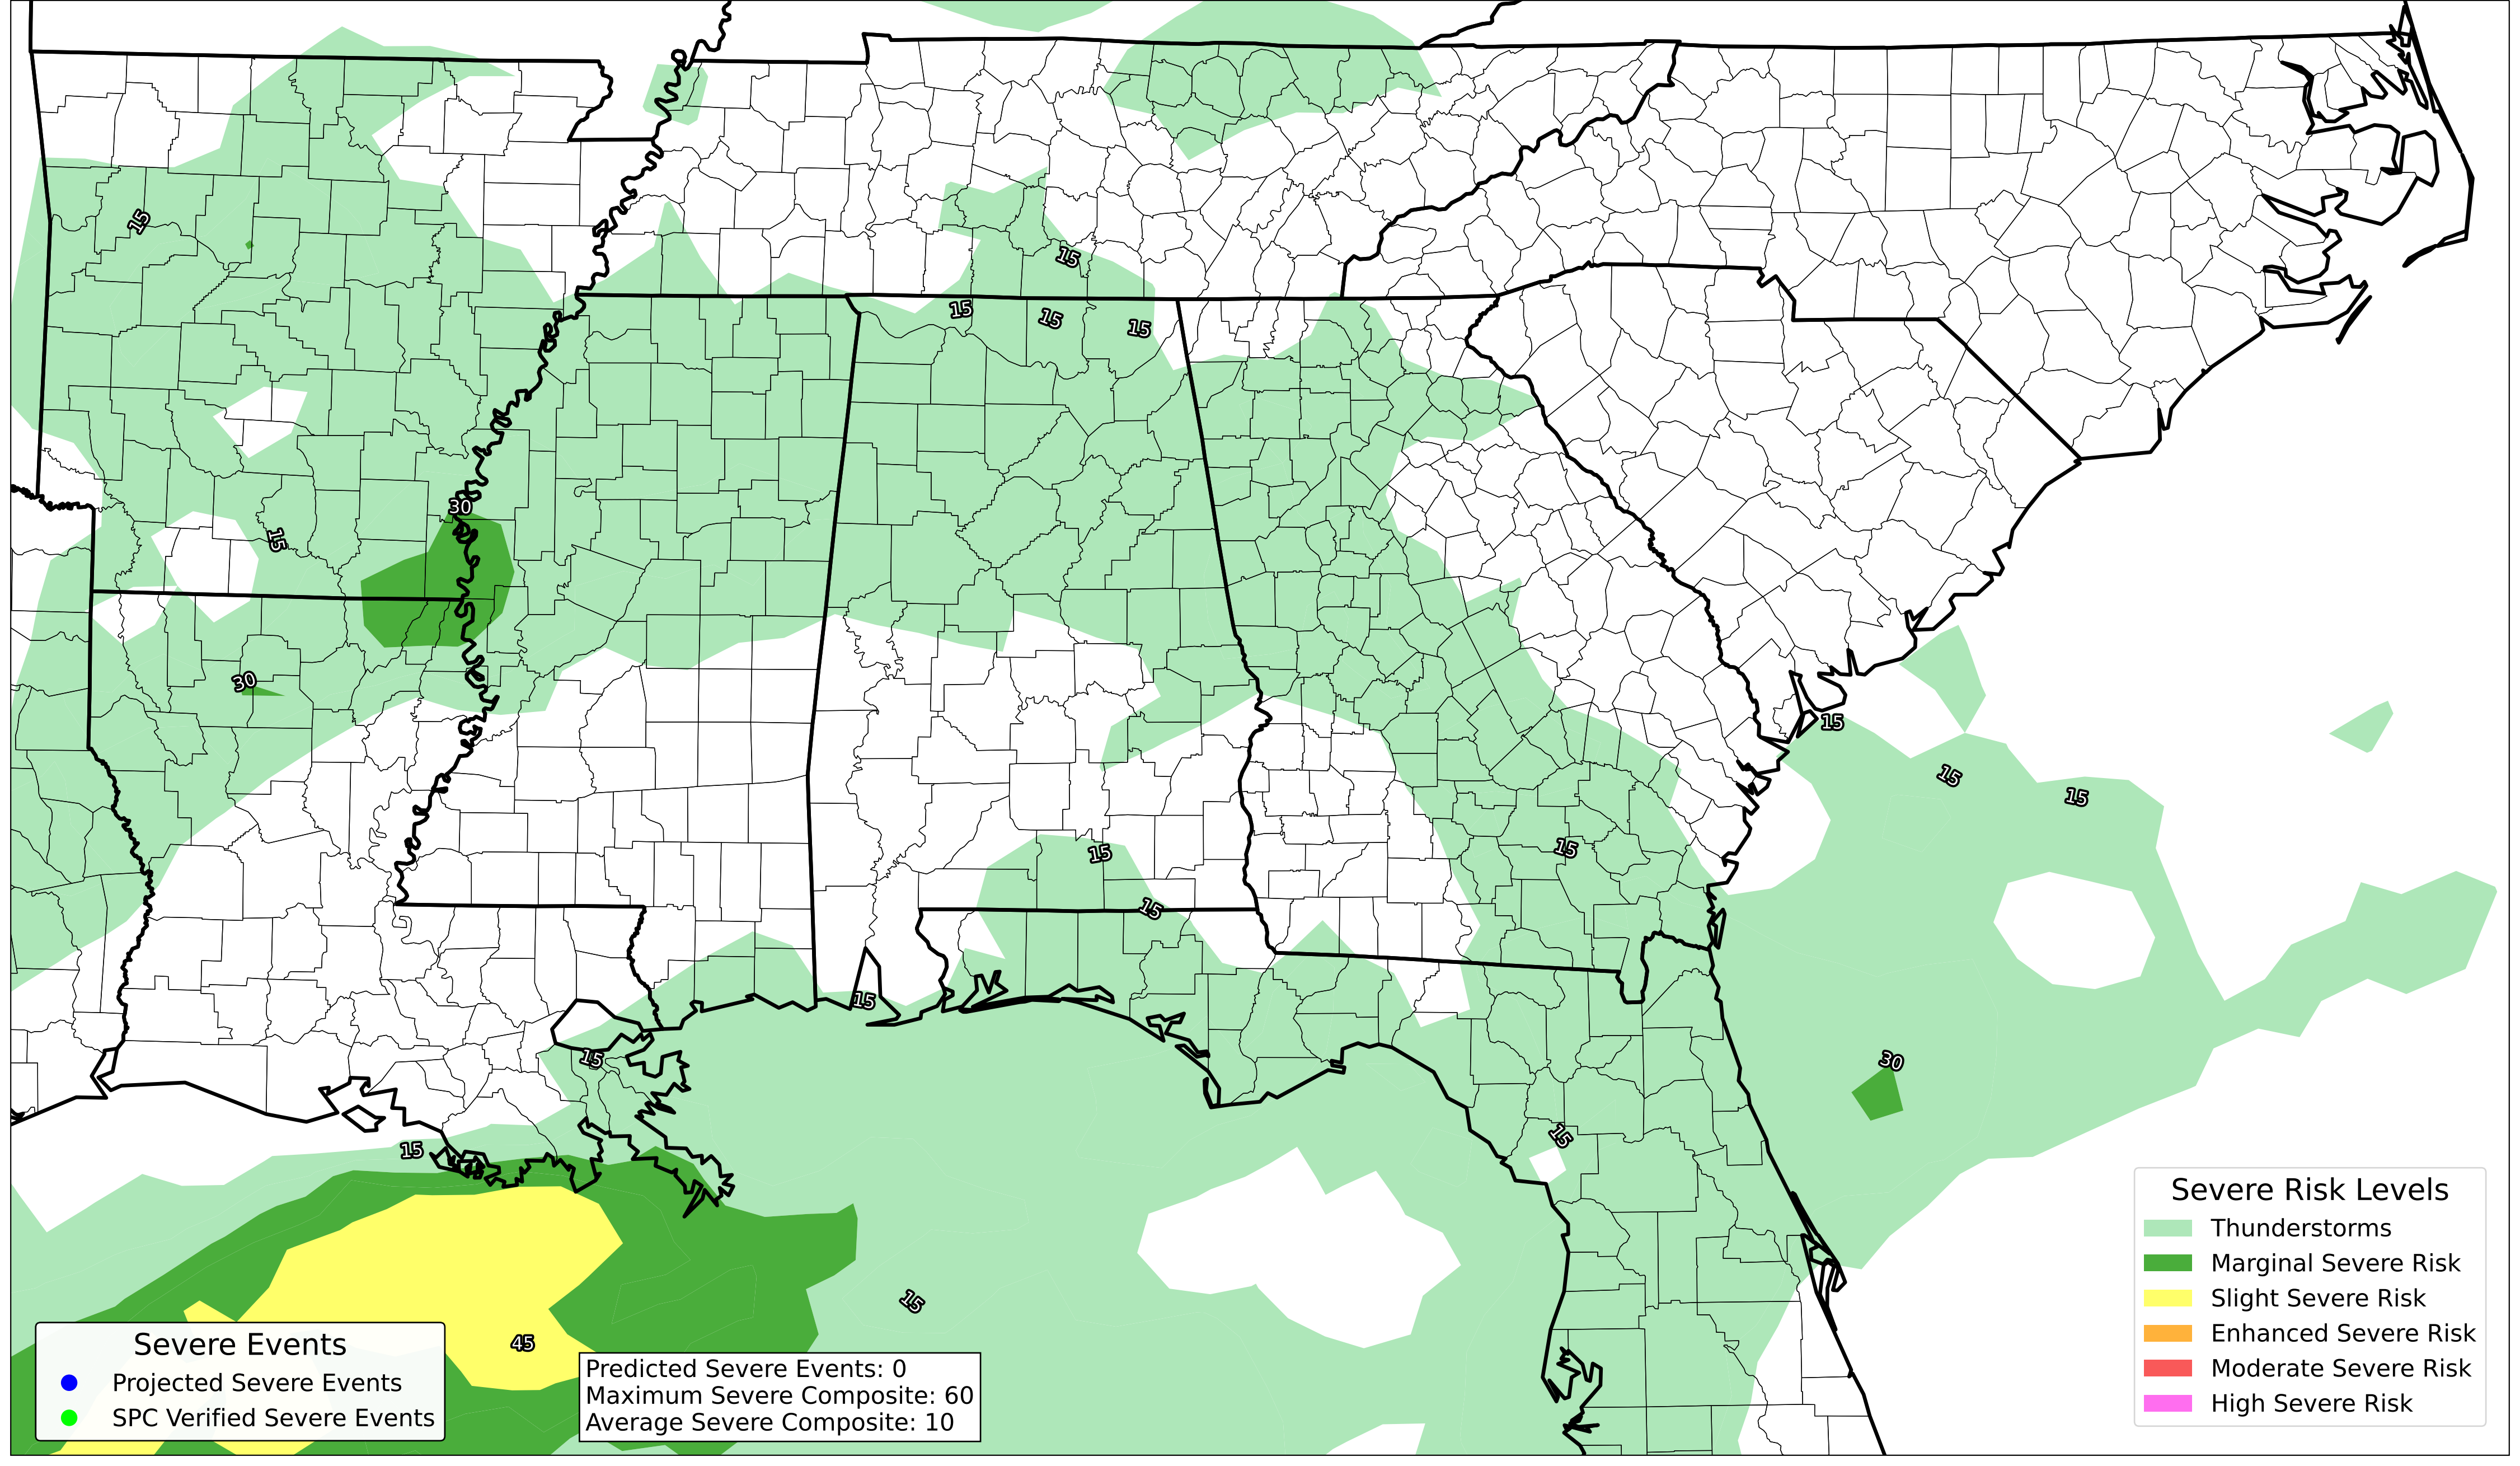 15
15
15
15
15
30
15
30
15
15
15
15
15
15
15
15
30
15
15
15
45
Severe Events
Projected Severe Events
SPC Verified Severe Events
Predicted Severe Events: 0
Maximum Severe Composite: 60
Average Severe Composite: 10
Severe Risk Levels
Thunderstorms
Marginal Severe Risk
Slight Severe Risk
Enhanced Severe Risk
Moderate Severe Risk
High Severe Risk